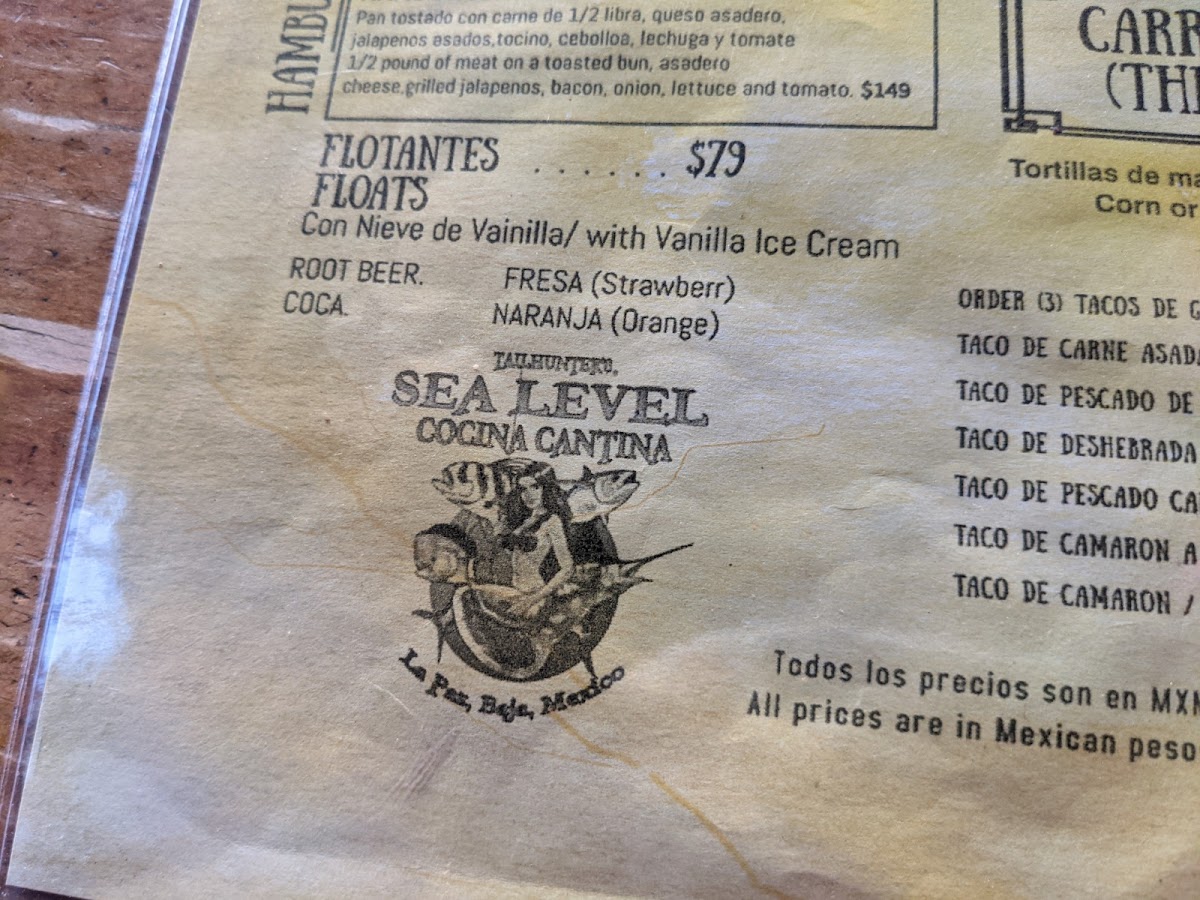 HAMBU
Pan tostado con carne de 1/2 libra, queso asadero,
jalapenos asados,tocino, cebolloa, lechuga y tomate
1/2 pound of meat on a toasted bun, asadero
cheese,grilled jalapenos, bacon, onion, lettuce and tomato. $149
FLOTANTES . . . . . . $79
FLOATS
Con Nieve de Vainilla/ with Vanilla Ice Cream
ROOT BEER. FRESA (Strawberr)
COCA. NARANJA (Orange)
TAILHUNTER'S,
SEA LEVEL
COCINA CANTINA
La Paz, Baja, Mexico
CARR
(TH
Tortillas de ma
Corn or
ORDER (3) TACOS DE G
TACO DE CARNE ASADA
TACO DE PESCADO DE
TACO DE DESHEBRADA
TACO DE PESCADO CA
TACO DE CAMARON A
TACO DE CAMARON /
Todos los precios son en MXN
All prices are in Mexican peso